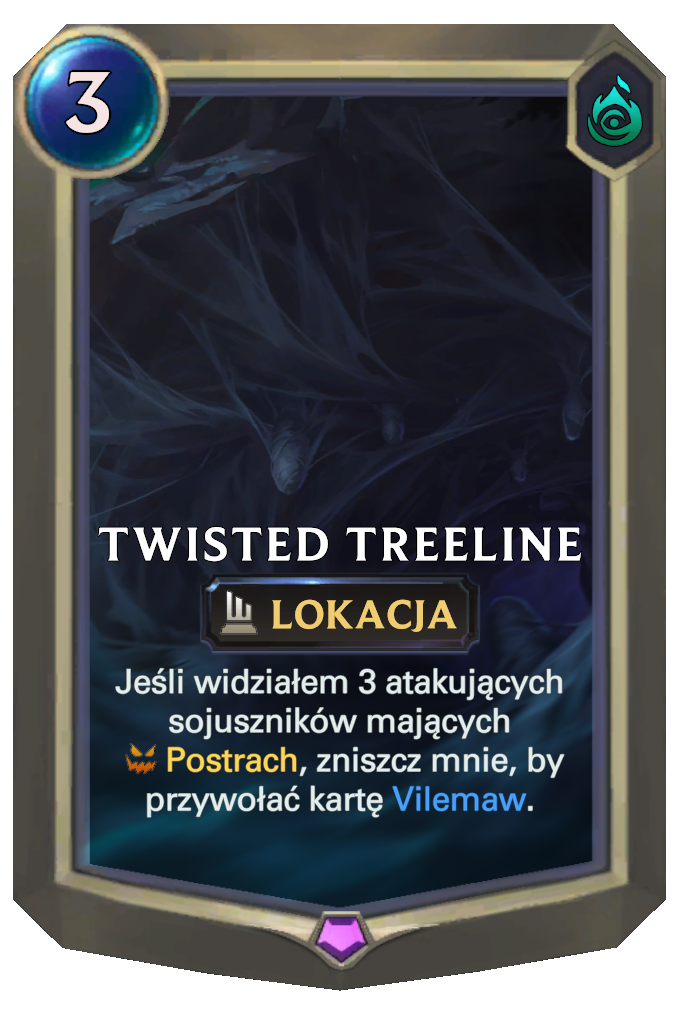 3
TWISTED TREELINE
LOKACJA
Jeśli widziałem 3 atakujących
sojuszników mających
Postrach, zniszcz mnie, by
przywołać kartę Vilemaw.